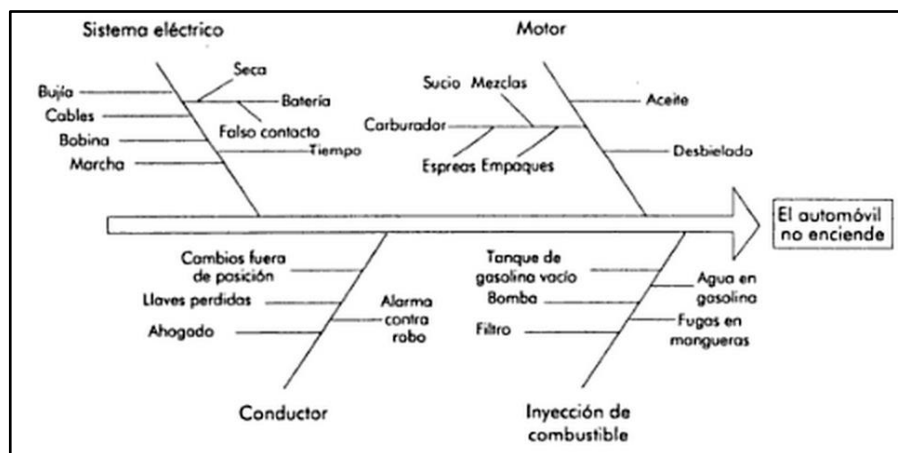 Sistema eléctrico
Motor
Seca
Bujía
Batería
Cables
Falso contacto
Bobina
Tiempo
Marcha
Sucio Mezclas
Aceite
Carburador
Espreas Empaques
Desbielado
El automóvil
no enciende
Cambios fuera
de posición
Llaves perdidas
Alarma
contra
robo
Ahogado
Conductor
Tanque de
gasolina vacío
Agua en
gasolina
Bomba
Fugas en
mangueras
Filtro
Inyección de
combustible